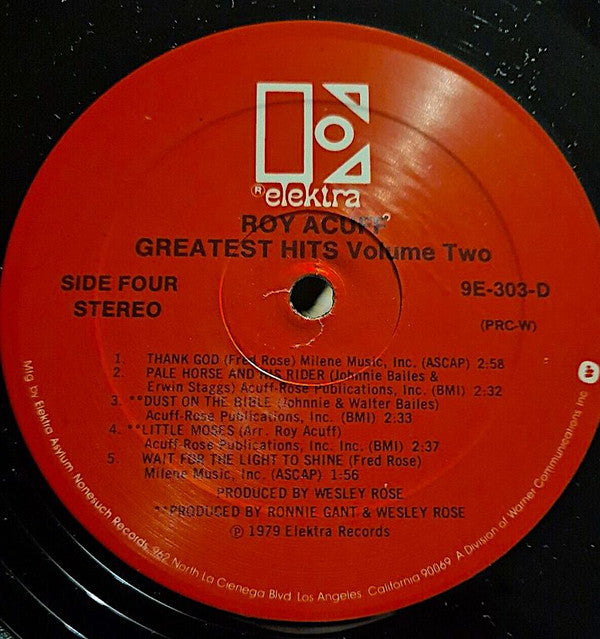 ® elektra
ROY ACUFF
GREATEST HITS Volume Two
SIDE FOUR
STEREO
9E-303-D
(PRC-W)
1. THANK GOD (Fred Rose) Milene Music, Inc. (ASCAP) 2:58
2. PALE HORSE AND HIS RIDER (Johnnie Bailes &
Erwin Staggs) Acuff-Rose Publications, Inc. (BMI) 2:32
3. **DUST ON THE BIBLE (Johnnie & Walter Bailes)
Acuff-Rose Publications, Inc. (BMI) 2:33
4. **LITTLE MOSES (Arr. Roy Acuff)
Acuff-Rose Publications, Inc. Inc. (BMI) 2:37
5. WAIT FOR THE LIGHT TO SHINE (Fred Rose)
Milene Music, Inc. (ASCAP) 1:56
PRODUCED BY WESLEY ROSE
**PRODUCED BY RONNIE GANT & WESLEY ROSE
℗ 1979 Elektra Records
Mfg by Elektra Asylum Nonesuch Records, 962 North La Cienega Blvd. Los Angeles California 90069 A Division of Warner Communications Inc